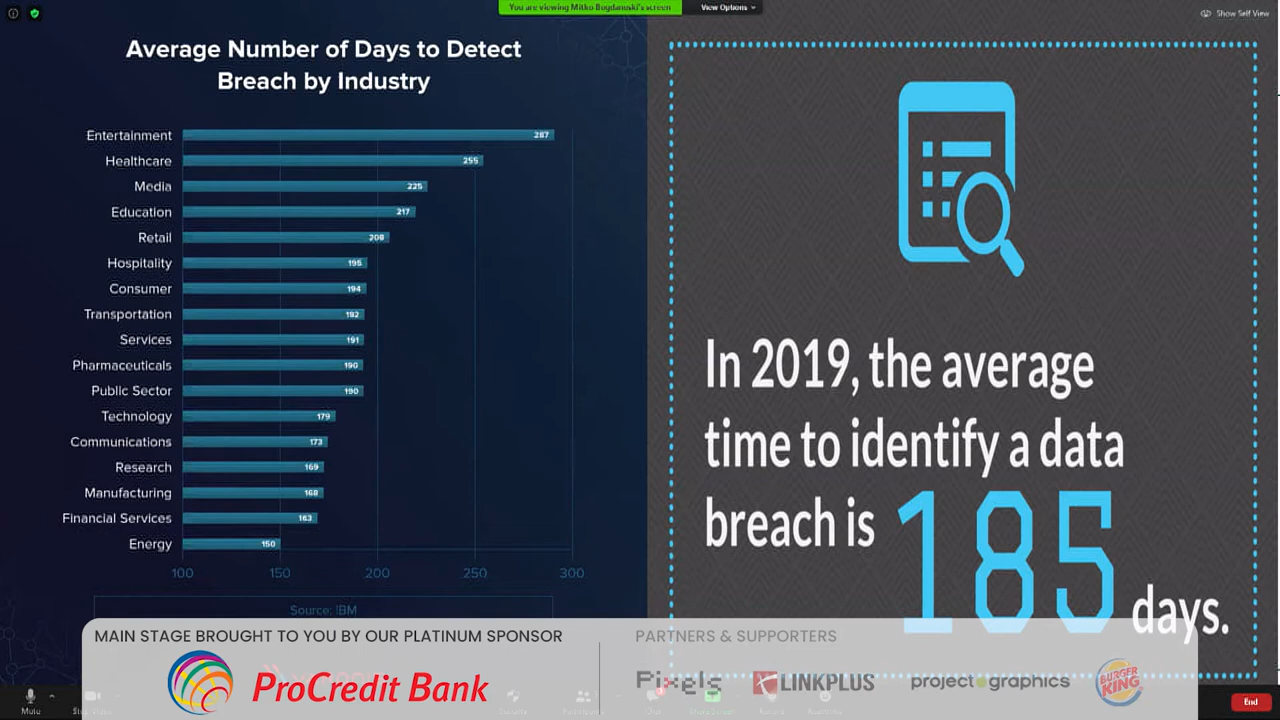 You are viewing Mitko Bogdanoski's screen
View Options
Show Self View
Average Number of Days to Detect
Breach by Industry
Entertainment 287
Healthcare 255
Media 225
Education 217
Retail 208
Hospitality 195
Consumer 194
Transportation 192
Services 191
Pharmaceuticals 190
Public Sector 190
Technology 179
Communications 173
Research 169
Manufacturing 168
Financial Services 163
Energy 150
100 150 200 250 300
Source: IBM
In 2019, the average
time to identify a data
breach is 185 days.
MAIN STAGE BROUGHT TO YOU BY OUR PLATINUM SPONSOR
ProCredit Bank
PARTNERS & SUPPORTERS
Pixels
LINKPLUS
project graphics
BURGER KING
Mute
End